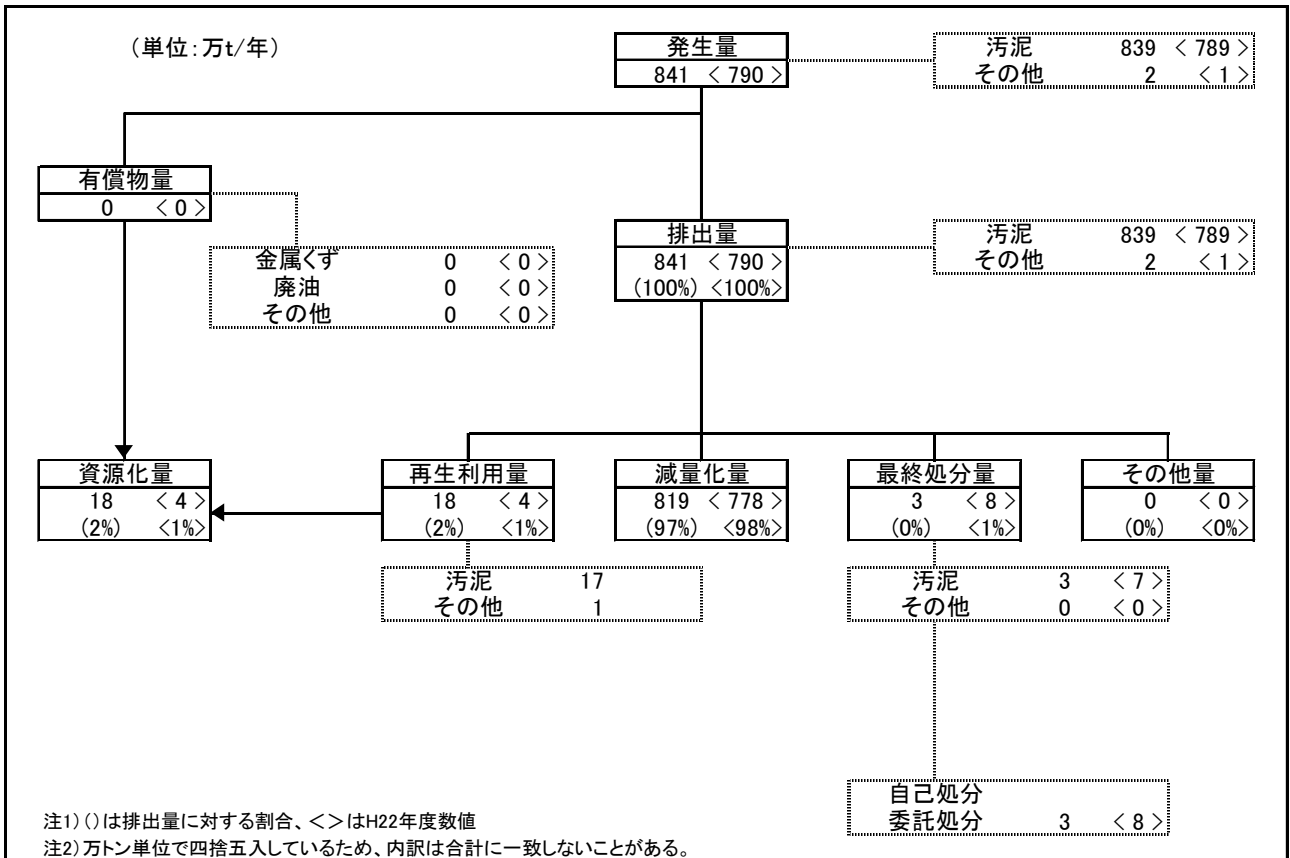 （単位：万t/年）
発生量
841 ＜ 790 ＞
汚泥 839 ＜ 789 ＞
その他 2 ＜ 1 ＞
有償物量
0 ＜ 0 ＞
金属くず 0 ＜ 0 ＞
廃油 0 ＜ 0 ＞
その他 0 ＜ 0 ＞
排出量
841 ＜ 790 ＞
(100%) ＜100%＞
汚泥 839 ＜ 789 ＞
その他 2 ＜ 1 ＞
資源化量
18 ＜ 4 ＞
(2%) ＜1%＞
再生利用量
18 ＜ 4 ＞
(2%) ＜1%＞
汚泥 17
その他 1
減量化量
819 ＜ 778 ＞
(97%) ＜98%＞
最終処分量
3 ＜ 8 ＞
(0%) ＜1%＞
汚泥 3 ＜ 7 ＞
その他 0 ＜ 0 ＞
自己処分
委託処分 3 ＜ 8 ＞
その他量
0 ＜ 0 ＞
(0%) ＜0%＞
注1）（）は排出量に対する割合、＜＞はH22年度数値
注2）万トン単位で四捨五入しているため、内訳は合計に一致しないことがある。